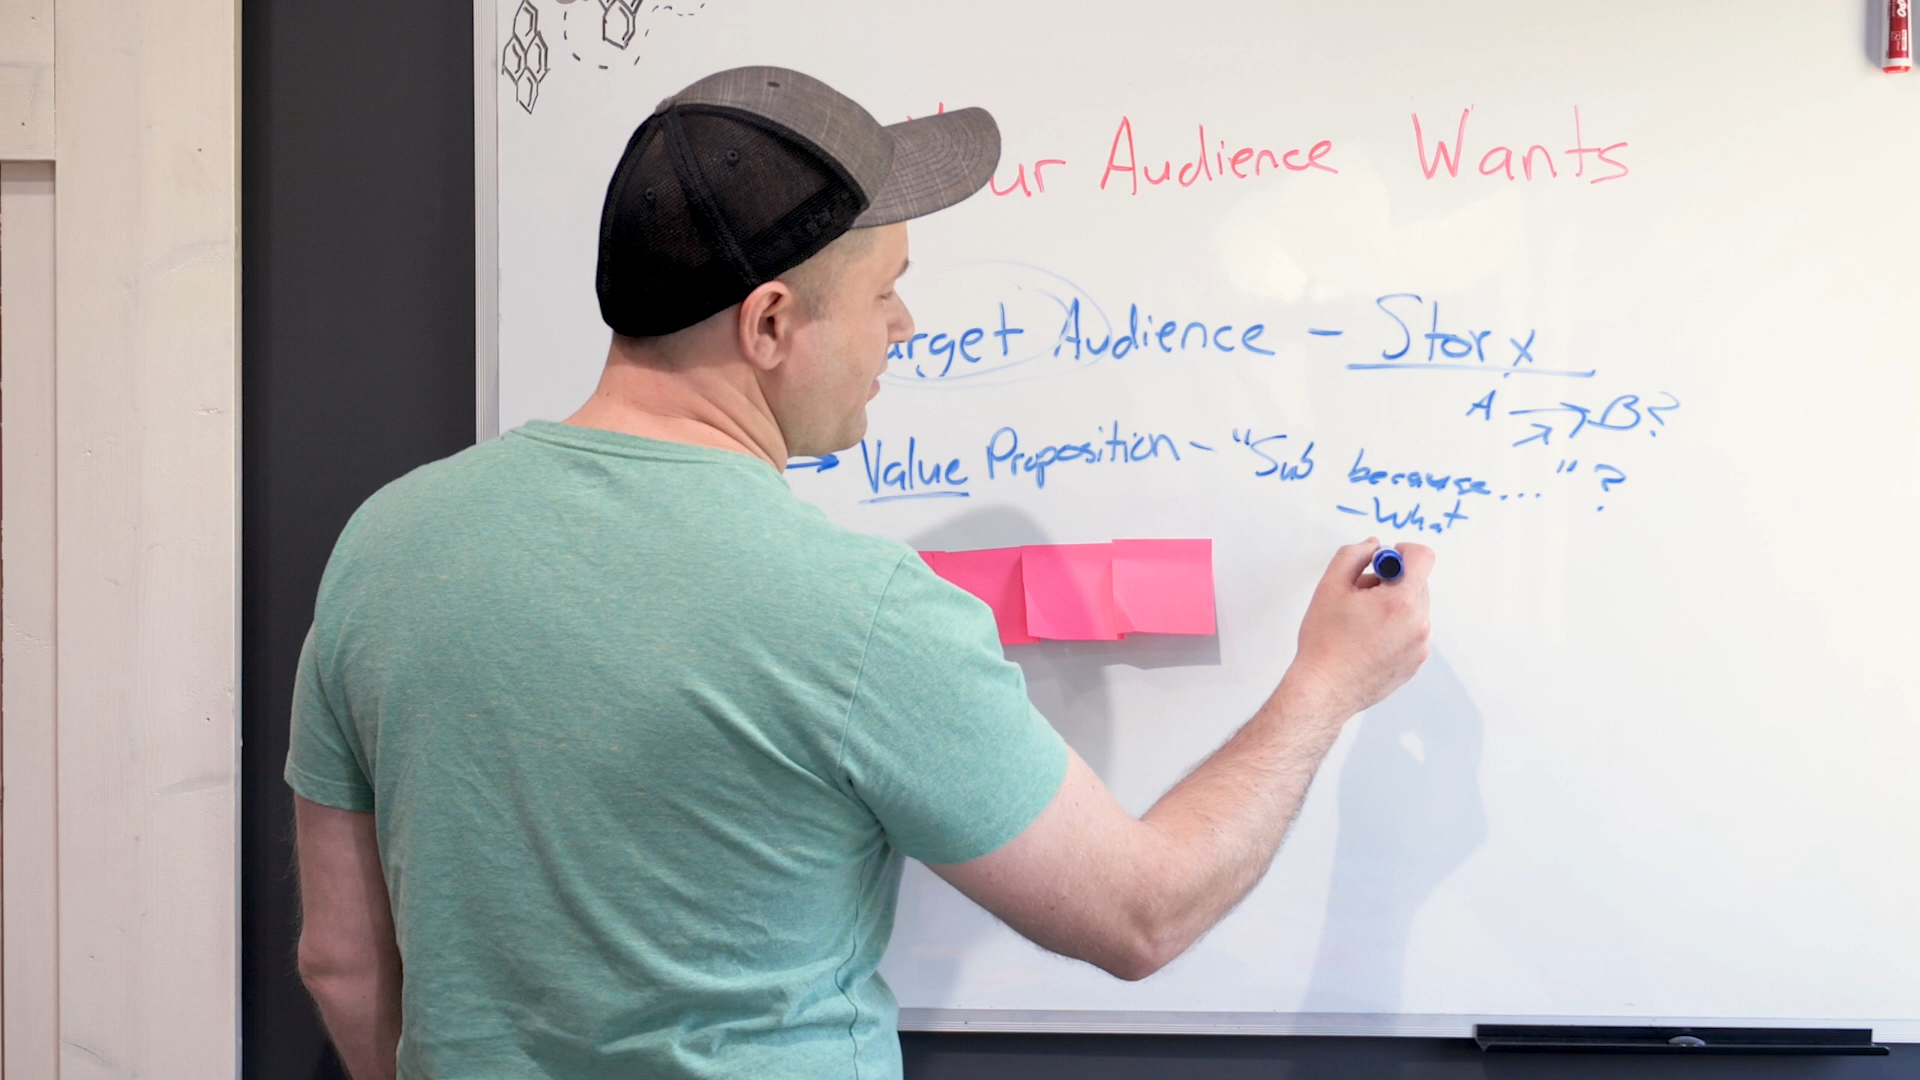 ur Audience Wants
arget Audience - Story
A → B?
→ Value Proposition - "Sub because..." ?
- What